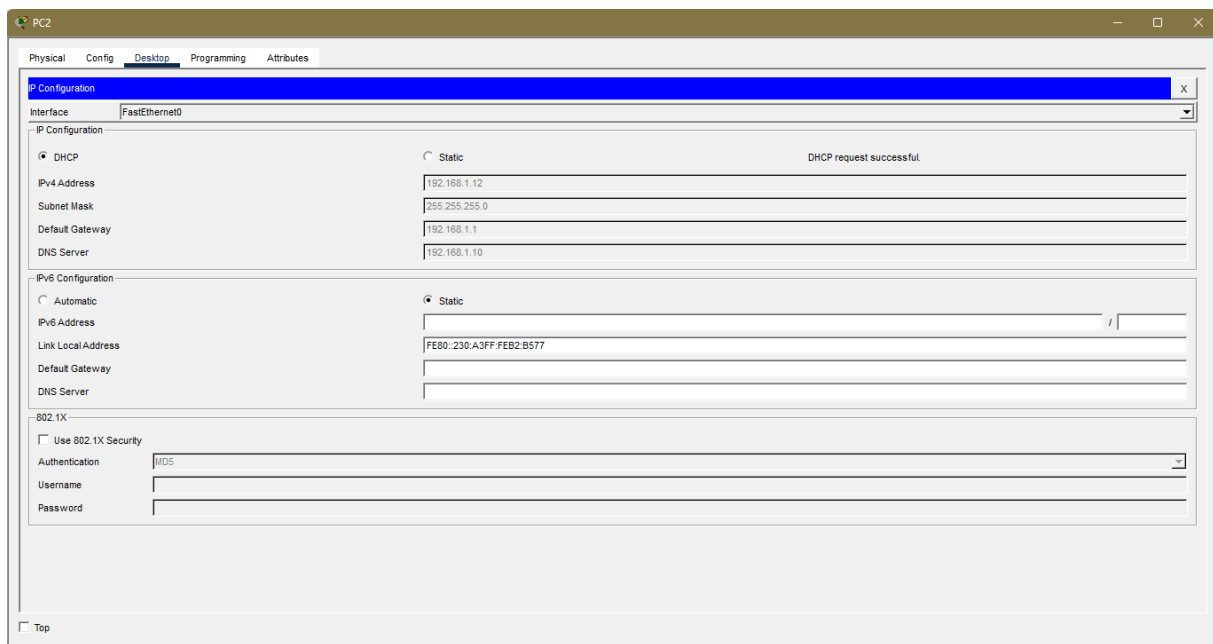 PC2
Physical Config Desktop Programming Attributes
IP Configuration X
Interface FastEthernet0
IP Configuration
DHCP Static DHCP request successful.
IPv4 Address 192.168.1.12
Subnet Mask 255.255.255.0
Default Gateway 192.168.1.1
DNS Server 192.168.1.10
IPv6 Configuration
Automatic Static
IPv6 Address /
Link Local Address FE80::230:A3FF:FEB2:B577
Default Gateway
DNS Server
802.1X
Use 802.1X Security
Authentication MD5
Username
Password
Top